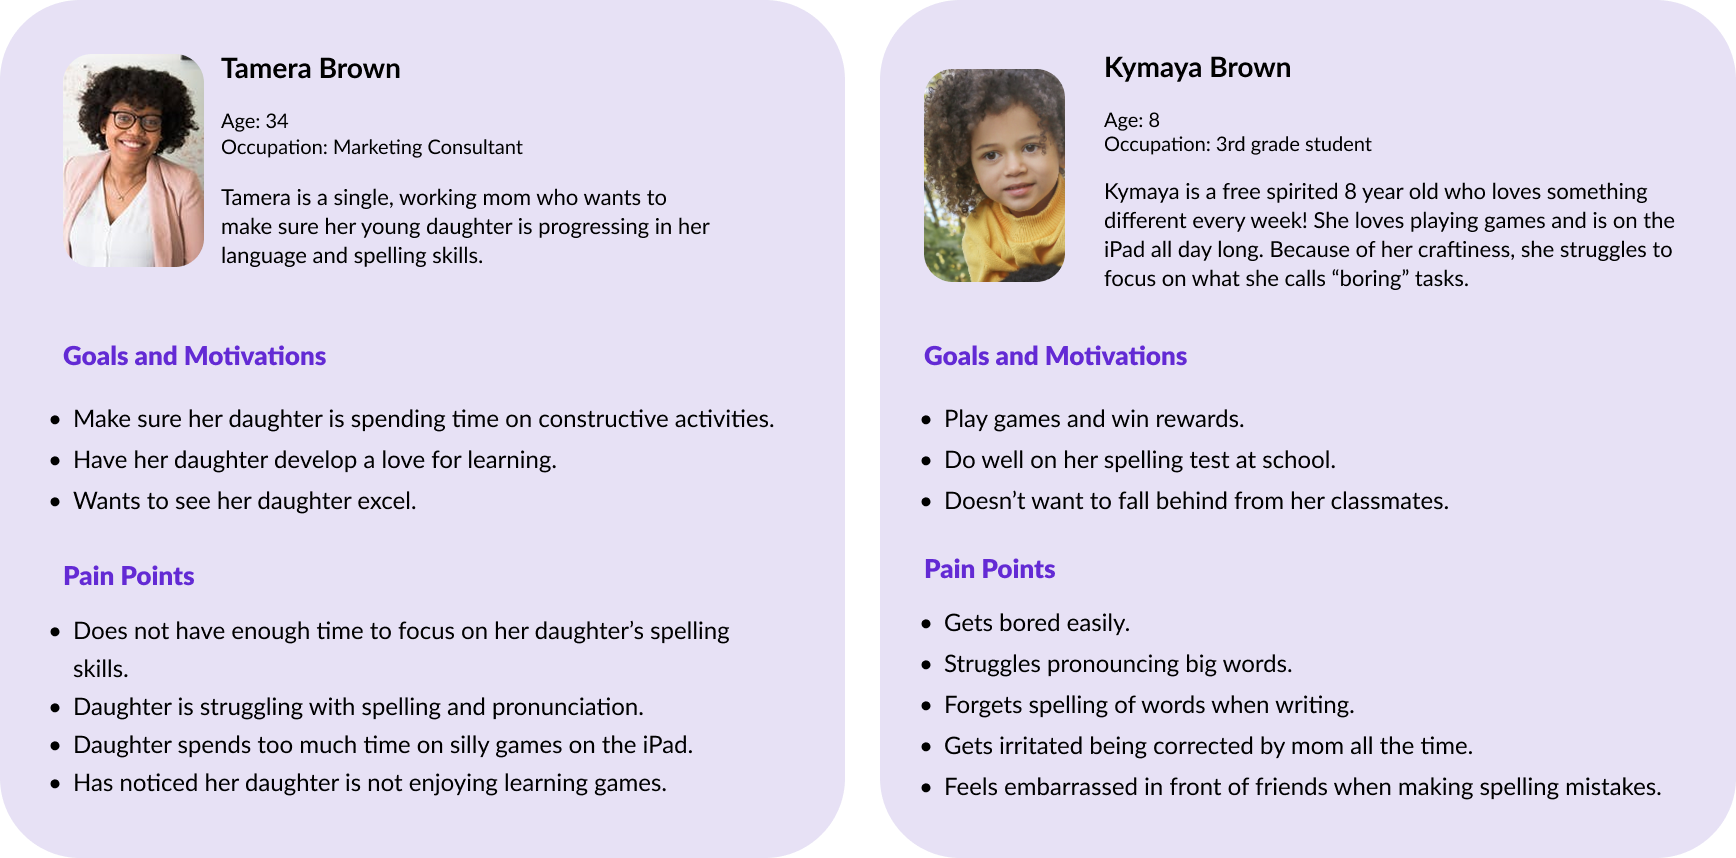 Tamera Brown
Age: 34
Occupation: Marketing Consultant
Tamera is a single, working mom who wants to
make sure her young daughter is progressing in her
language and spelling skills.
Goals and Motivations
• Make sure her daughter is spending time on constructive activities.
• Have her daughter develop a love for learning.
• Wants to see her daughter excel.
Pain Points
• Does not have enough time to focus on her daughter’s spelling
skills.
• Daughter is struggling with spelling and pronunciation.
• Daughter spends too much time on silly games on the iPad.
• Has noticed her daughter is not enjoying learning games.
Kymaya Brown
Age: 8
Occupation: 3rd grade student
Kymaya is a free spirited 8 year old who loves something
different every week! She loves playing games and is on the
iPad all day long. Because of her craftiness, she struggles to
focus on what she calls “boring” tasks.
Goals and Motivations
• Play games and win rewards.
• Do well on her spelling test at school.
• Doesn’t want to fall behind from her classmates.
Pain Points
• Gets bored easily.
• Struggles pronouncing big words.
• Forgets spelling of words when writing.
• Gets irritated being corrected by mom all the time.
• Feels embarrassed in front of friends when making spelling mistakes.